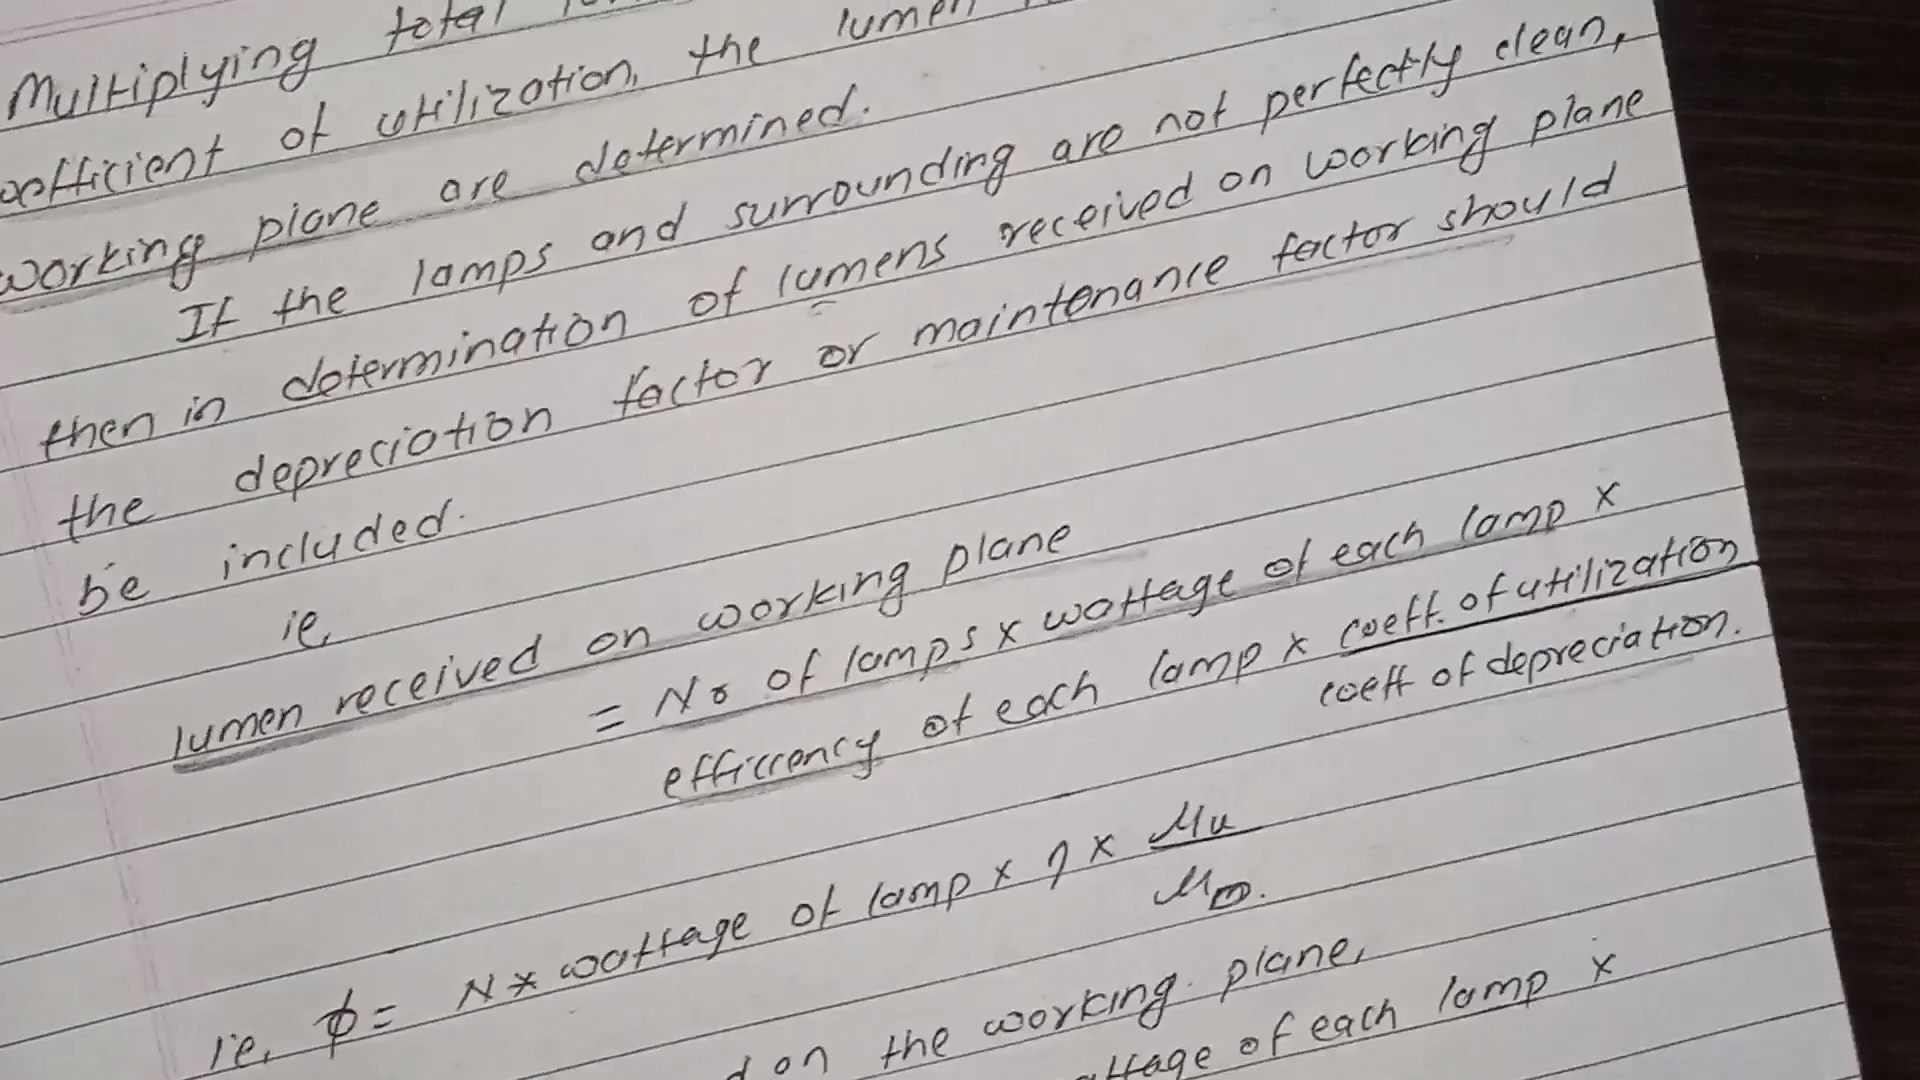 Multiplying total
coefficient of utilization, the lumen
working plane are determined.
If the lamps and surrounding are not perfectly clean,
then in determination of lumens received on working plane
the depreciation factor or maintenance factor should
be included.
ie,
lumen received on working plane
= No of lamps x wattage of each lamp x
efficiency of each lamp x coeff. of utilization
coeff of depreciation.
ie, ϕ = N x wattage of lamp x η x μu
μD.
on the working plane,
of each lamp x